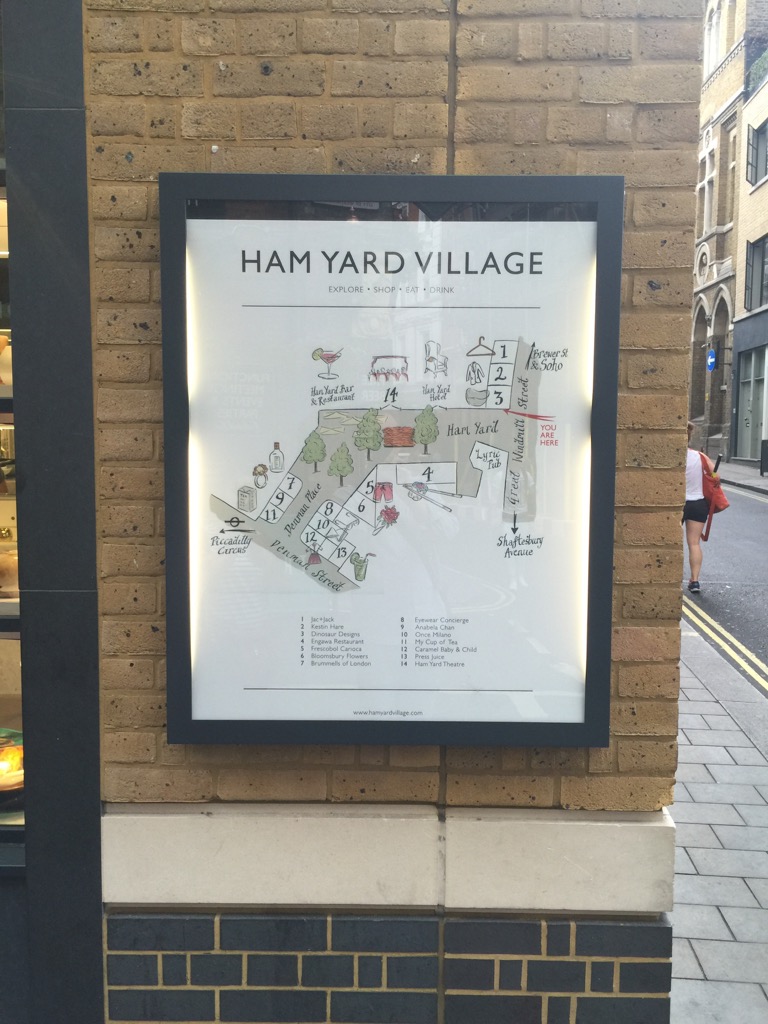 HAM YARD VILLAGE
EXPLORE • SHOP • EAT • DRINK
Ham Yard Bar
& Restaurant
14
Ham Yard
Hotel
1
2
3
Brewer St
& Soho
Great Windmill Street
YOU
ARE
HERE
Ham Yard
Lyric
Pub
4
5
6
7
9
11
8
10
12
13
Denman Place
Denman Street
Piccadilly
Circus
Shaftesbury
Avenue
1 Jac+Jack
2 Kestin Hare
3 Dinosaur Designs
4 Engawa Restaurant
5 Frescobol Carioca
6 Bloomsbury Flowers
7 Brummells of London
8 Eyewear Concierge
9 Anabela Chan
10 Once Milano
11 My Cup of Tea
12 Caramel Baby & Child
13 Press Juice
14 Ham Yard Theatre
www.hamyardvillage.com